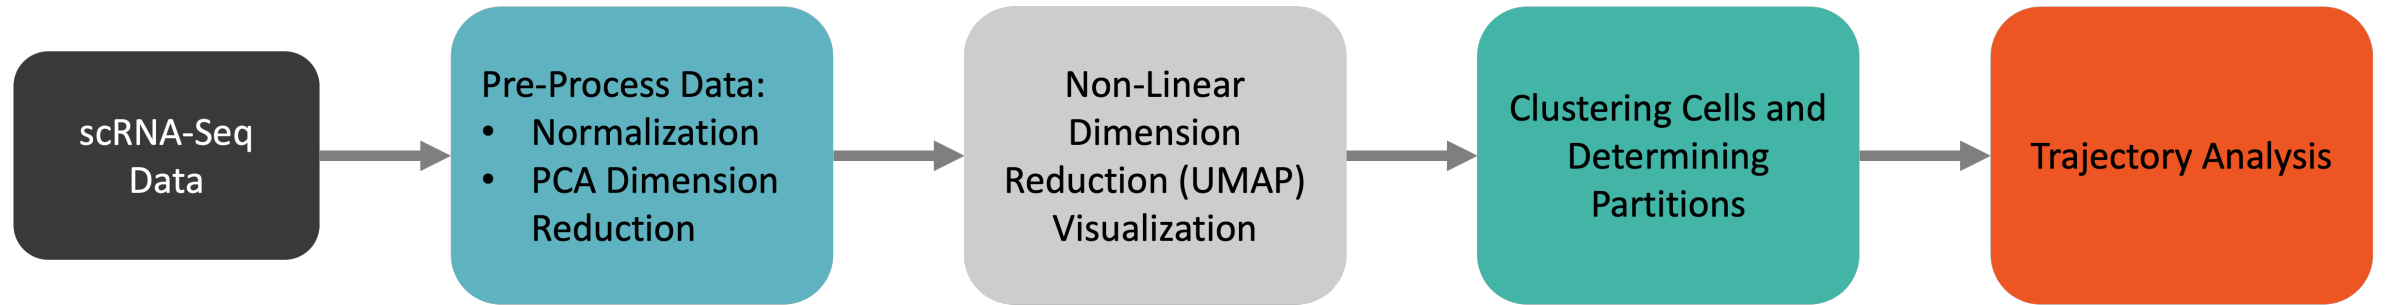 scRNA-Seq
Data
Pre-Process Data:
• Normalization
• PCA Dimension
Reduction
Non-Linear
Dimension
Reduction (UMAP)
Visualization
Clustering Cells and
Determining
Partitions
Trajectory Analysis